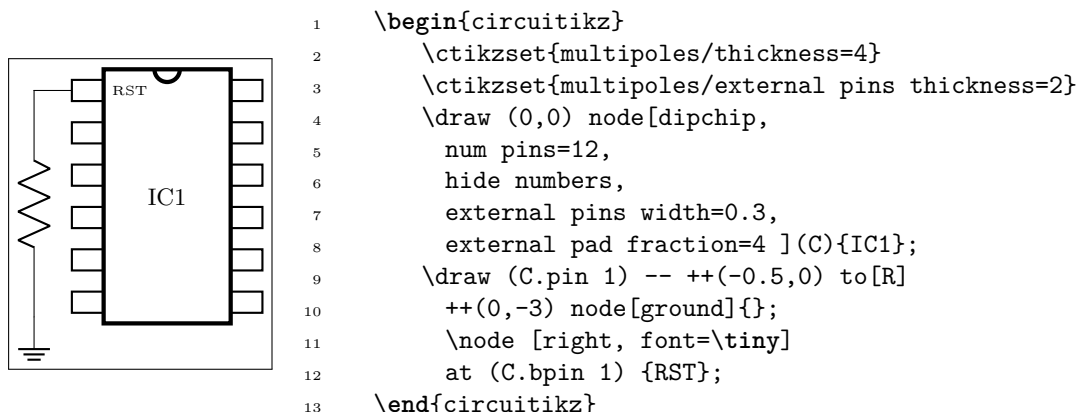 RST
IC1
1 \begin{circuitikz}
2 \ctikzset{multipoles/thickness=4}
3 \ctikzset{multipoles/external pins thickness=2}
4 \draw (0,0) node[dipchip,
5 num pins=12,
6 hide numbers,
7 external pins width=0.3,
8 external pad fraction=4 ](C){IC1};
9 \draw (C.pin 1) -- ++(-0.5,0) to[R]
10 ++(0,-3) node[ground]{};
11 \node [right, font=\tiny]
12 at (C.bpin 1) {RST};
13 \end{circuitikz}